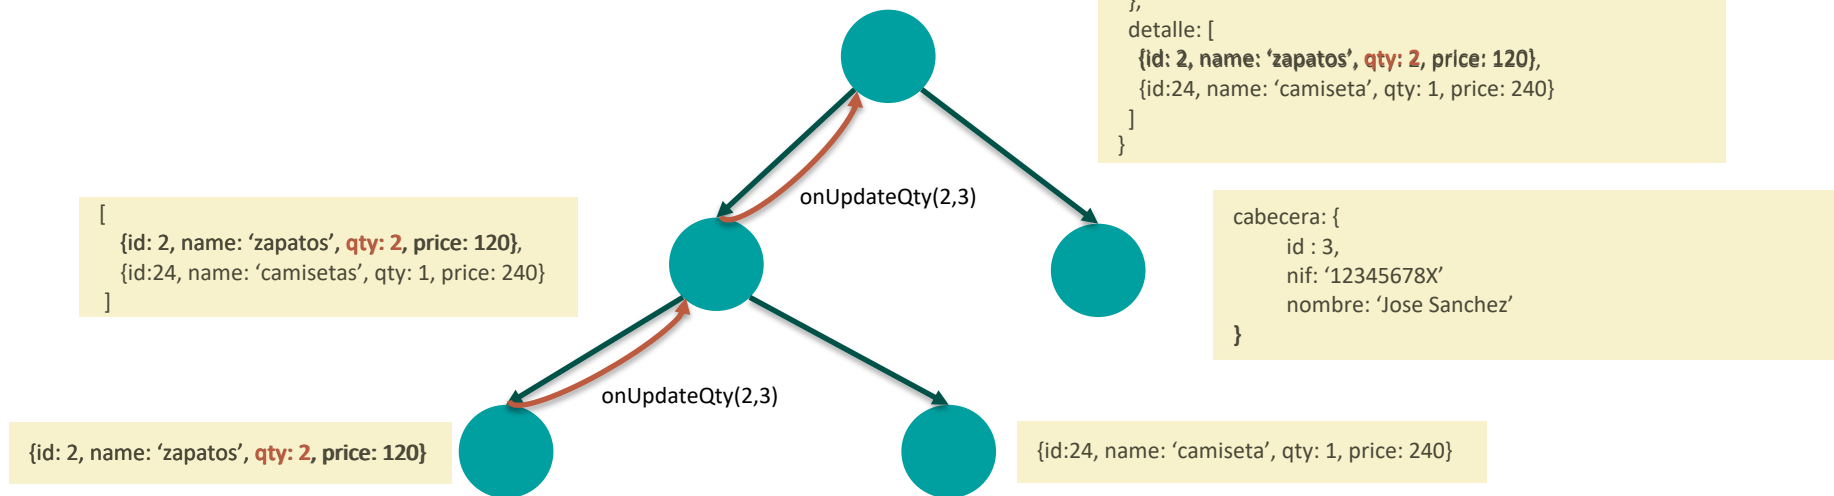 },
detalle: [
{id: 2, name: ‘zapatos’, qty: 2, price: 120},
{id:24, name: ‘camiseta’, qty: 1, price: 240}
]
}
onUpdateQty(2,3)
[
{id: 2, name: ‘zapatos’, qty: 2, price: 120},
{id:24, name: ‘camisetas’, qty: 1, price: 240}
]
cabecera: {
id : 3,
nif: ‘12345678X’
nombre: ‘Jose Sanchez’
}
onUpdateQty(2,3)
{id: 2, name: ‘zapatos’, qty: 2, price: 120}
{id:24, name: ‘camiseta’, qty: 1, price: 240}